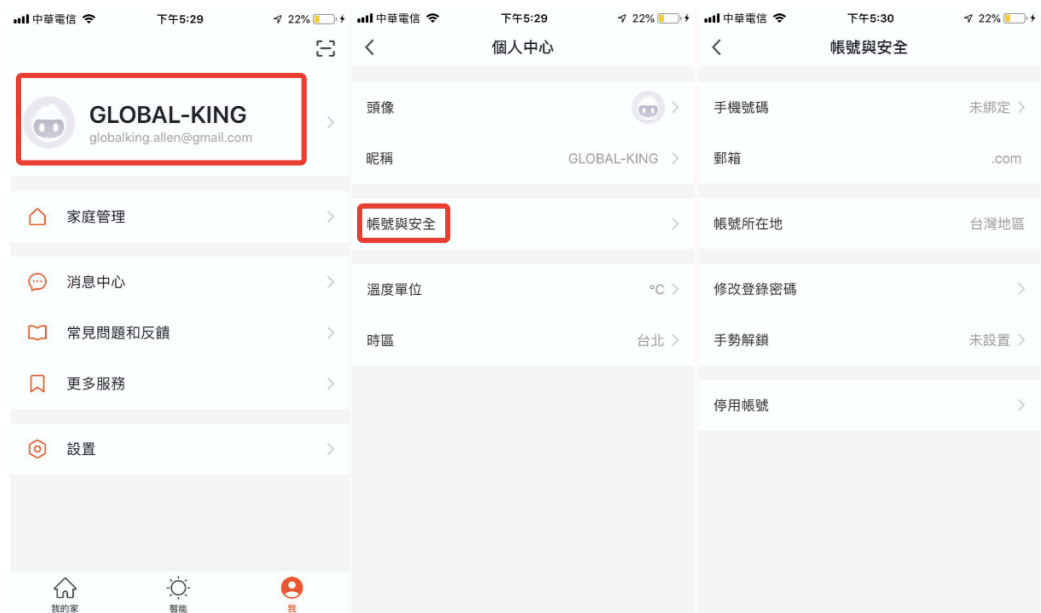 中華電信
下午5:29
22%
GLOBAL-KING
globalking.allen@gmail.com
家庭管理
消息中心
常見問題和反饋
更多服務
設置
我的家
智能
我
中華電信
下午5:29
22%
個人中心
頭像
昵稱
GLOBAL-KING
帳號與安全
溫度單位
°C
時區
台北
中華電信
下午5:30
22%
帳號與安全
手機號碼
未綁定
郵箱
.com
帳號所在地
台灣地區
修改登錄密碼
手勢解鎖
未設置
停用帳號